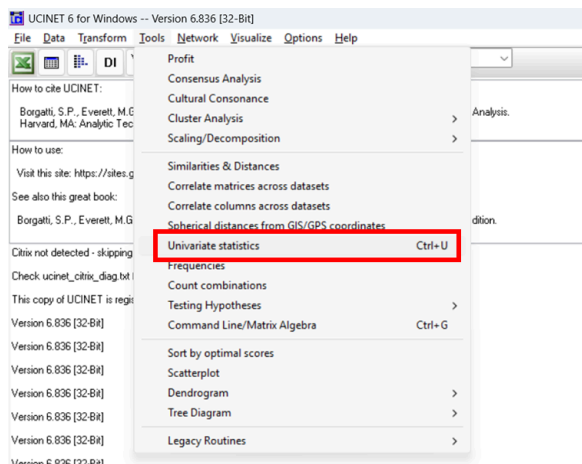 UCINET 6 for Windows -- Version 6.836 [32-Bit]
File Data Transform Tools Network Visualize Options Help
DI
How to cite UCINET:
Borgatti, S.P., Everett, M.G
Analysis.
Harvard, MA: Analytic Tec
How to use:
Visit this site: https://sites.g
See also this great book:
Borgatti, S.P., Everett, M.G
dition.
Citrix not detected - skipping
Check ucinet_citrix_diag.txt
This copy of UCINET is regis
Version 6.836 [32-Bit]
Version 6.836 [32-Bit]
Version 6.836 [32-Bit]
Version 6.836 [32-Bit]
Version 6.836 [32-Bit]
Version 6.836 [32-Bit]
Version 6.836 [32-Bit]
Profit
Consensus Analysis
Cultural Consonance
Cluster Analysis
Scaling/Decomposition
Similarities & Distances
Correlate matrices across datasets
Correlate columns across datasets
Spherical distances from GIS/GPS coordinates
Univariate statistics Ctrl+U
Frequencies
Count combinations
Testing Hypotheses
Command Line/Matrix Algebra Ctrl+G
Sort by optimal scores
Scatterplot
Dendrogram
Tree Diagram
Legacy Routines